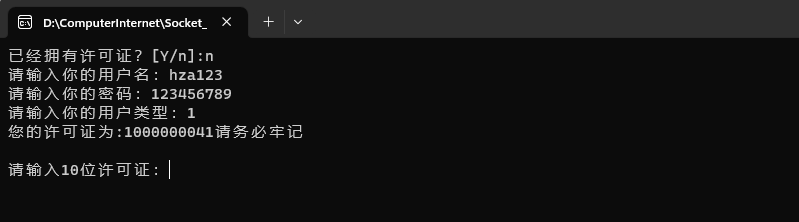 D:\ComputerInternet\Socket_
已经拥有许可证？[Y/n]:n
请输入你的用户名：hza123
请输入你的密码：123456789
请输入你的用户类型：1
您的许可证为:1000000041请务必牢记
请输入10位许可证：